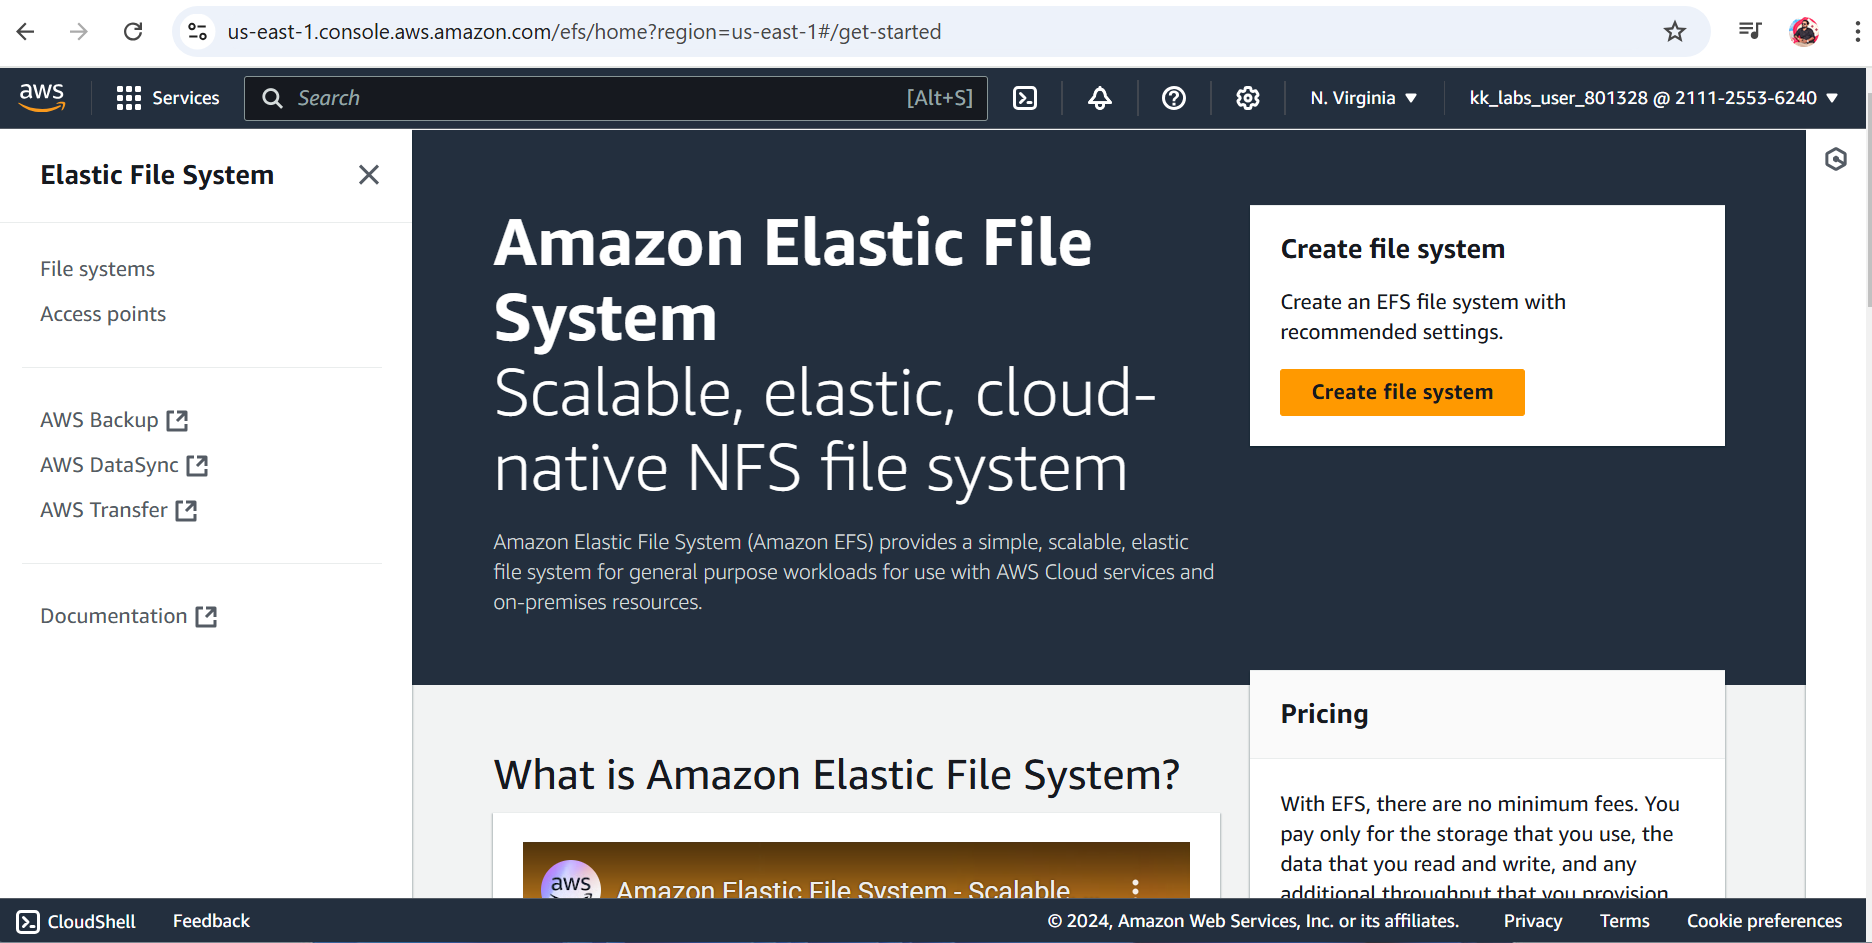 us-east-1.console.aws.amazon.com/efs/home?region=us-east-1#/get-started
aws
Services
Search
[Alt+S]
N. Virginia
kk_labs_user_801328 @ 2111-2553-6240
Elastic File System
File systems
Access points
AWS Backup
AWS DataSync
AWS Transfer
Documentation
Amazon Elastic File
System
Scalable, elastic, cloud-
native NFS file system
Amazon Elastic File System (Amazon EFS) provides a simple, scalable, elastic
file system for general purpose workloads for use with AWS Cloud services and
on-premises resources.
Create file system
Create an EFS file system with
recommended settings.
Create file system
What is Amazon Elastic File System?
aws
Amazon Elastic File System - Scalable
Pricing
With EFS, there are no minimum fees. You
pay only for the storage that you use, the
data that you read and write, and any
additional throughput that you provision
CloudShell
Feedback
© 2024, Amazon Web Services, Inc. or its affiliates.
Privacy
Terms
Cookie preferences